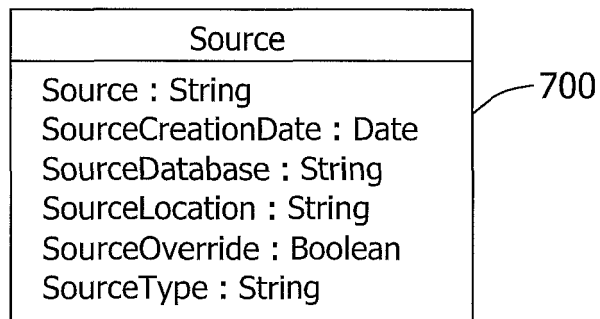 Source
Source : String
700
SourceCreationDate : Date
SourceDatabase : String
SourceLocation : String
SourceOverride : Boolean
SourceType : String